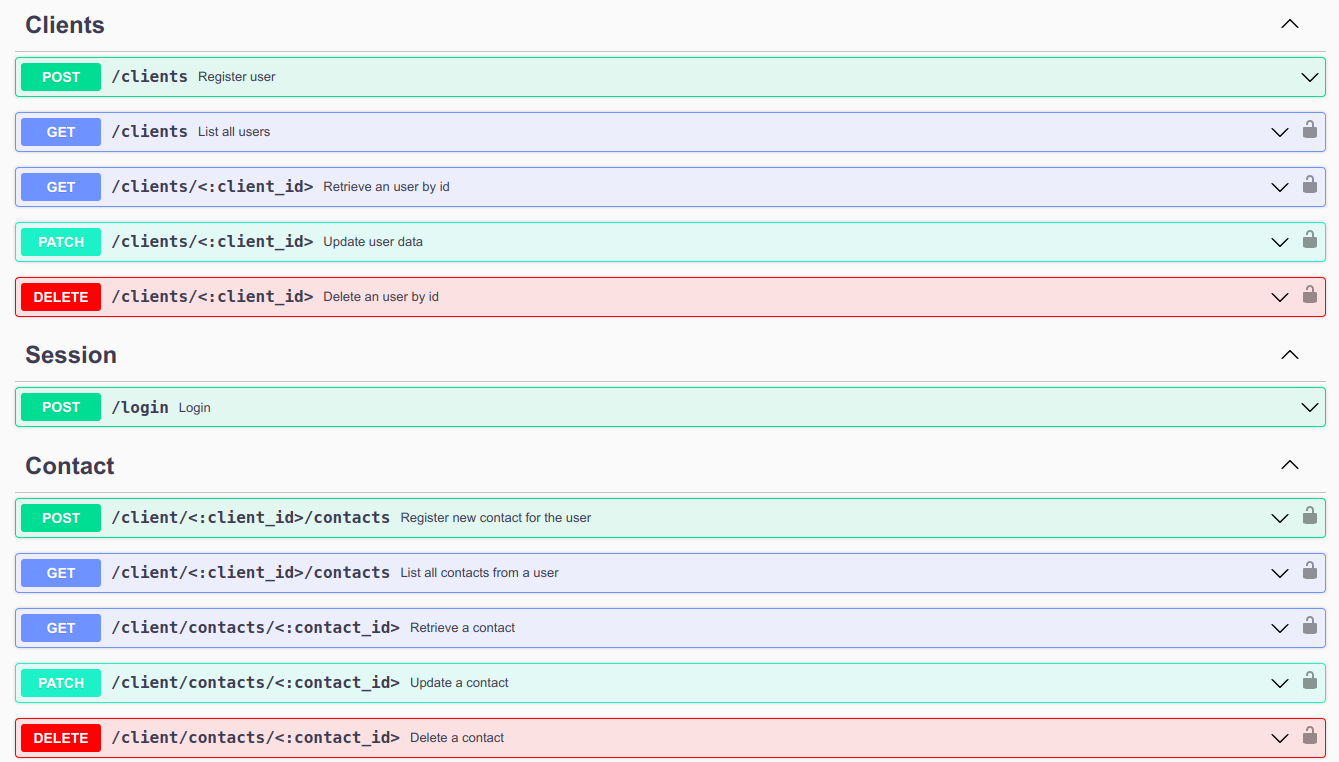 Clients
POST /clients Register user
GET /clients List all users
GET /clients/<:client_id> Retrieve an user by id
PATCH /clients/<:client_id> Update user data
DELETE /clients/<:client_id> Delete an user by id
Session
POST /login Login
Contact
POST /client/<:client_id>/contacts Register new contact for the user
GET /client/<:client_id>/contacts List all contacts from a user
GET /client/contacts/<:contact_id> Retrieve a contact
PATCH /client/contacts/<:contact_id> Update a contact
DELETE /client/contacts/<:contact_id> Delete a contact